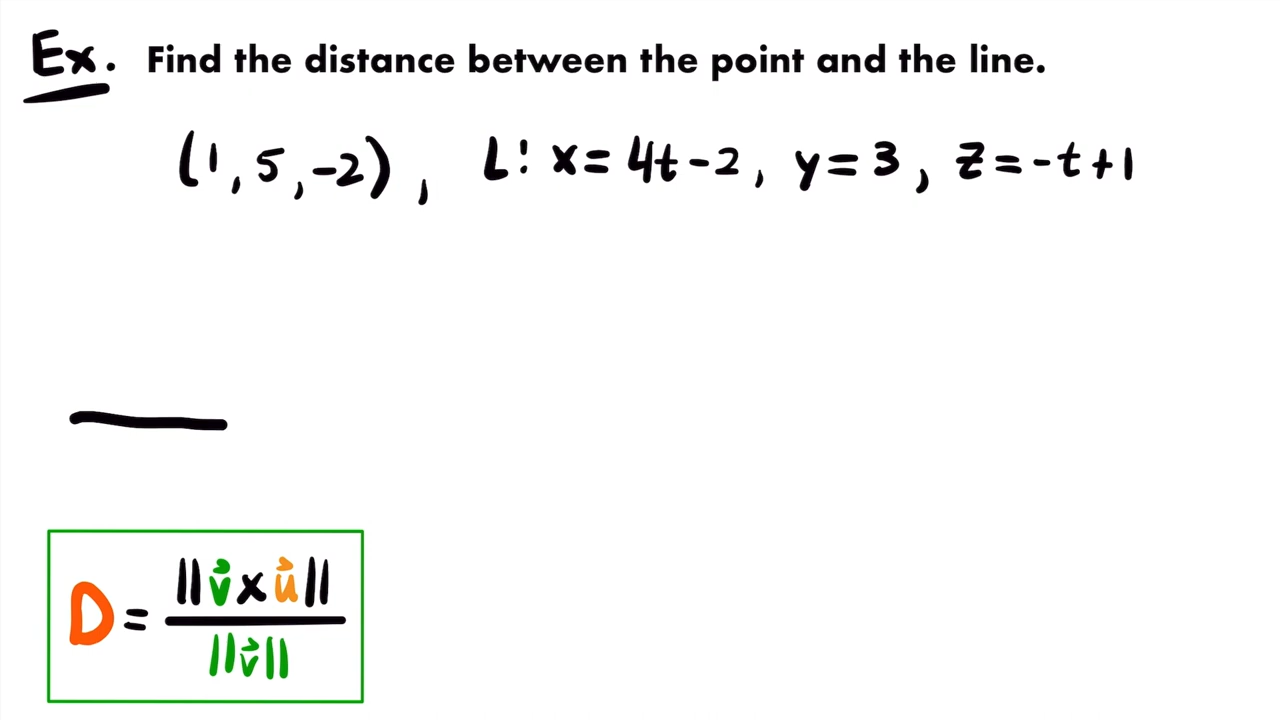 Ex. Find the distance between the point and the line.
(1, 5, -2), L: x = 4t - 2, y = 3, z = -t + 1
D = ||v⃗ x u⃗|| / ||v⃗||